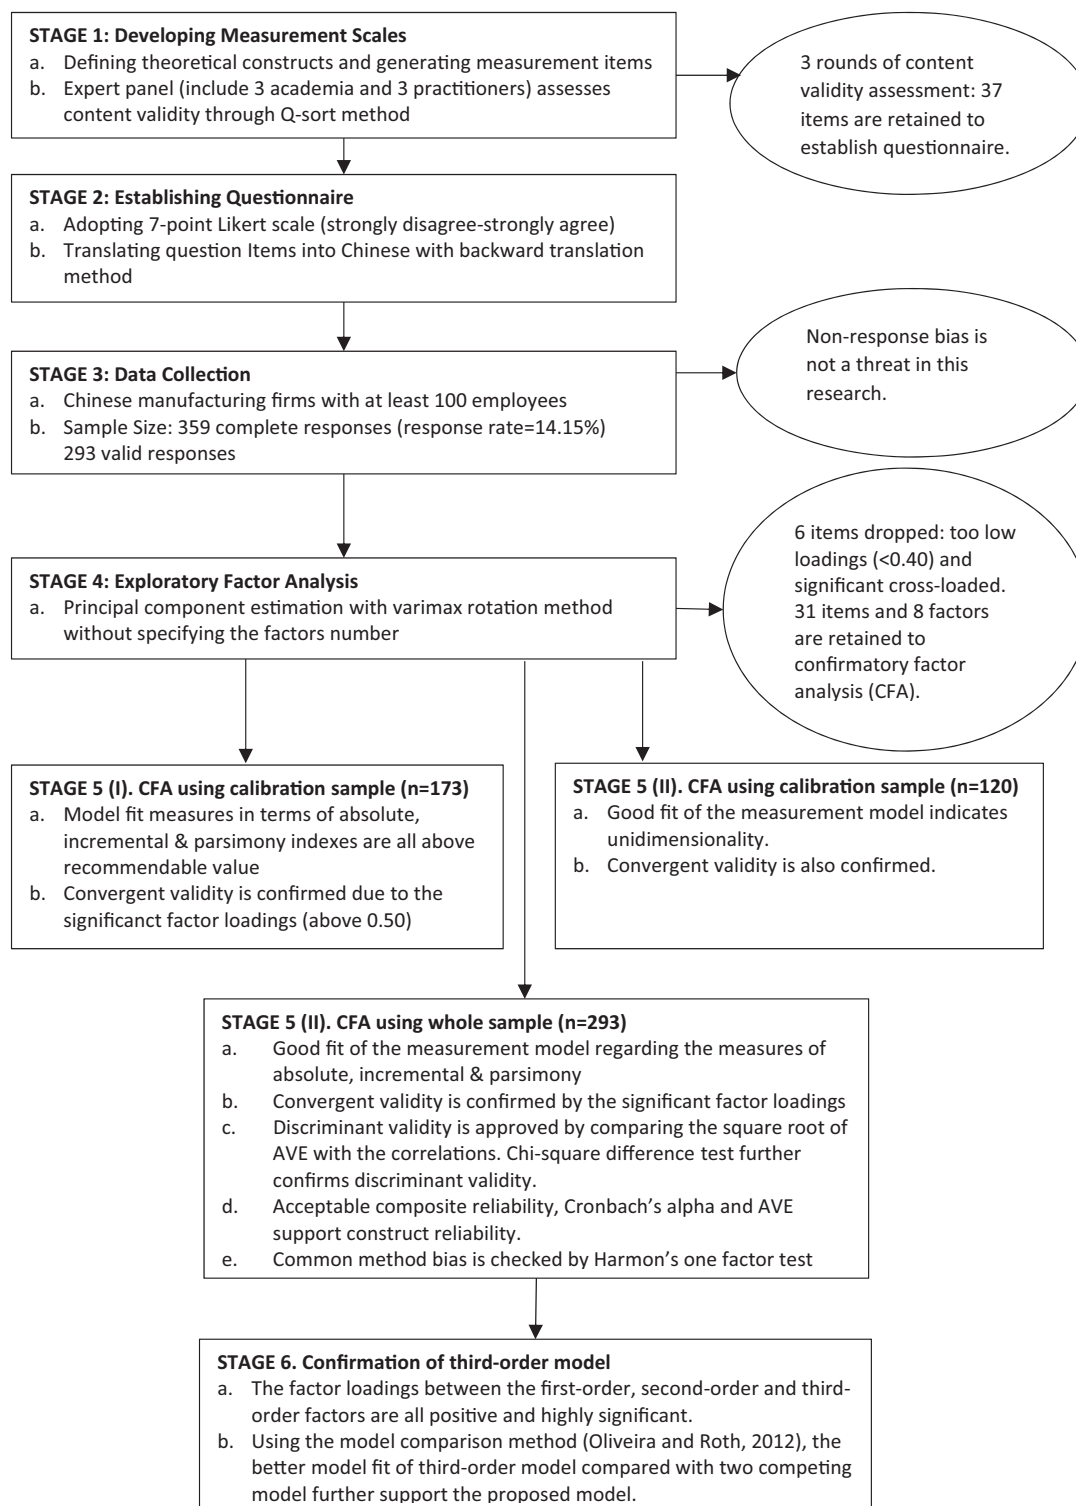 STAGE 1: Developing Measurement Scales
a. Defining theoretical constructs and generating measurement items
b. Expert panel (include 3 academia and 3 practitioners) assesses
content validity through Q-sort method
3 rounds of content
validity assessment: 37
items are retained to
establish questionnaire.
STAGE 2: Establishing Questionnaire
a. Adopting 7-point Likert scale (strongly disagree-strongly agree)
b. Translating question Items into Chinese with backward translation
method
STAGE 3: Data Collection
a. Chinese manufacturing firms with at least 100 employees
b. Sample Size: 359 complete responses (response rate=14.15%)
293 valid responses
Non-response bias is
not a threat in this
research.
STAGE 4: Exploratory Factor Analysis
a. Principal component estimation with varimax rotation method
without specifying the factors number
6 items dropped: too low
loadings (<0.40) and
significant cross-loaded.
31 items and 8 factors
are retained to
confirmatory factor
analysis (CFA).
STAGE 5 (I). CFA using calibration sample (n=173)
a. Model fit measures in terms of absolute,
incremental & parsimony indexes are all above
recommendable value
b. Convergent validity is confirmed due to the
significanct factor loadings (above 0.50)
STAGE 5 (II). CFA using calibration sample (n=120)
a. Good fit of the measurement model indicates
unidimensionality.
b. Convergent validity is also confirmed.
STAGE 5 (II). CFA using whole sample (n=293)
a. Good fit of the measurement model regarding the measures of
absolute, incremental & parsimony
b. Convergent validity is confirmed by the significant factor loadings
c. Discriminant validity is approved by comparing the square root of
AVE with the correlations. Chi-square difference test further
confirms discriminant validity.
d. Acceptable composite reliability, Cronbach's alpha and AVE
support construct reliability.
e. Common method bias is checked by Harmon's one factor test
STAGE 6. Confirmation of third-order model
a. The factor loadings between the first-order, second-order and third-
order factors are all positive and highly significant.
b. Using the model comparison method (Oliveira and Roth, 2012), the
better model fit of third-order model compared with two competing
model further support the proposed model.